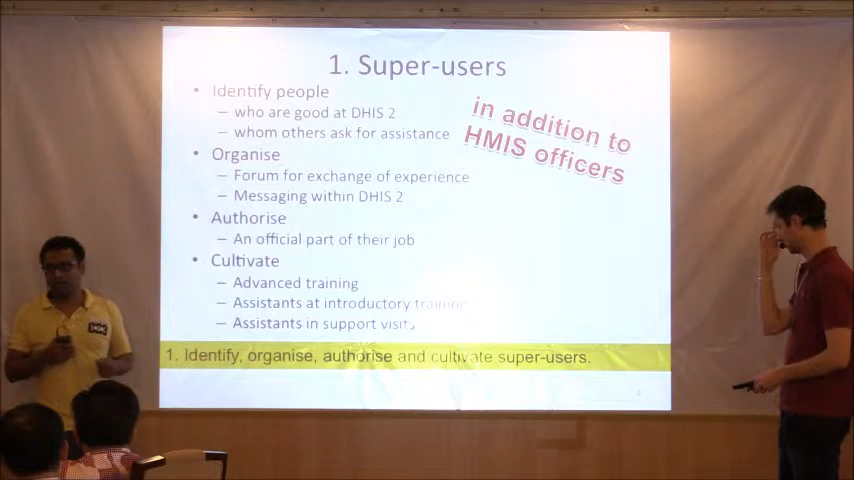 1. Super-users
• Identify people
– who are good at DHIS 2
– whom others ask for assistance
• Organise
– Forum for exchange of experience
– Messaging within DHIS 2
• Authorise
– An official part of their job
• Cultivate
– Advanced training
– Assistants at introductory training
– Assistants in support visits
in addition to
HMIS officers
1. Identify, organise, authorise and cultivate super-users.